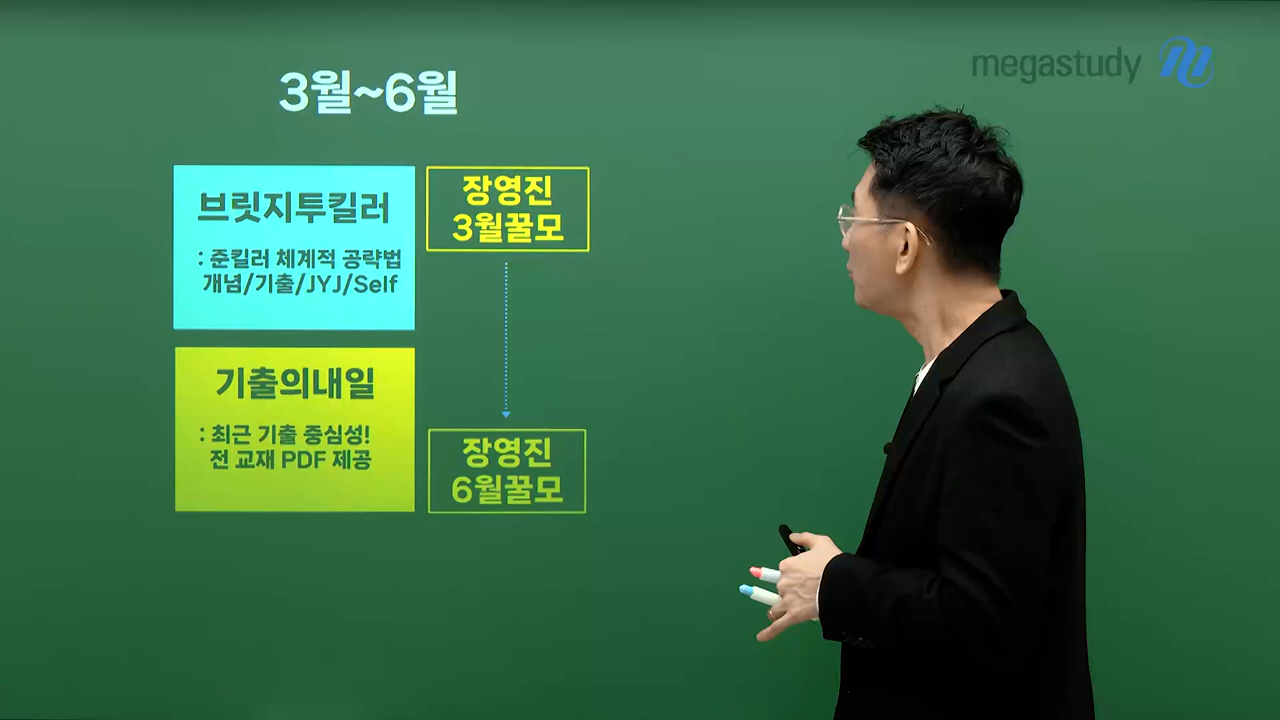 megastudy
3월~6월
브릿지투킬러
: 준킬러 체계적 공략법
개념/기출/JYJ/Self
장영진
3월꿀모
기출의내일
: 최근 기출 중심성!
전 교재 PDF 제공
장영진
6월꿀모